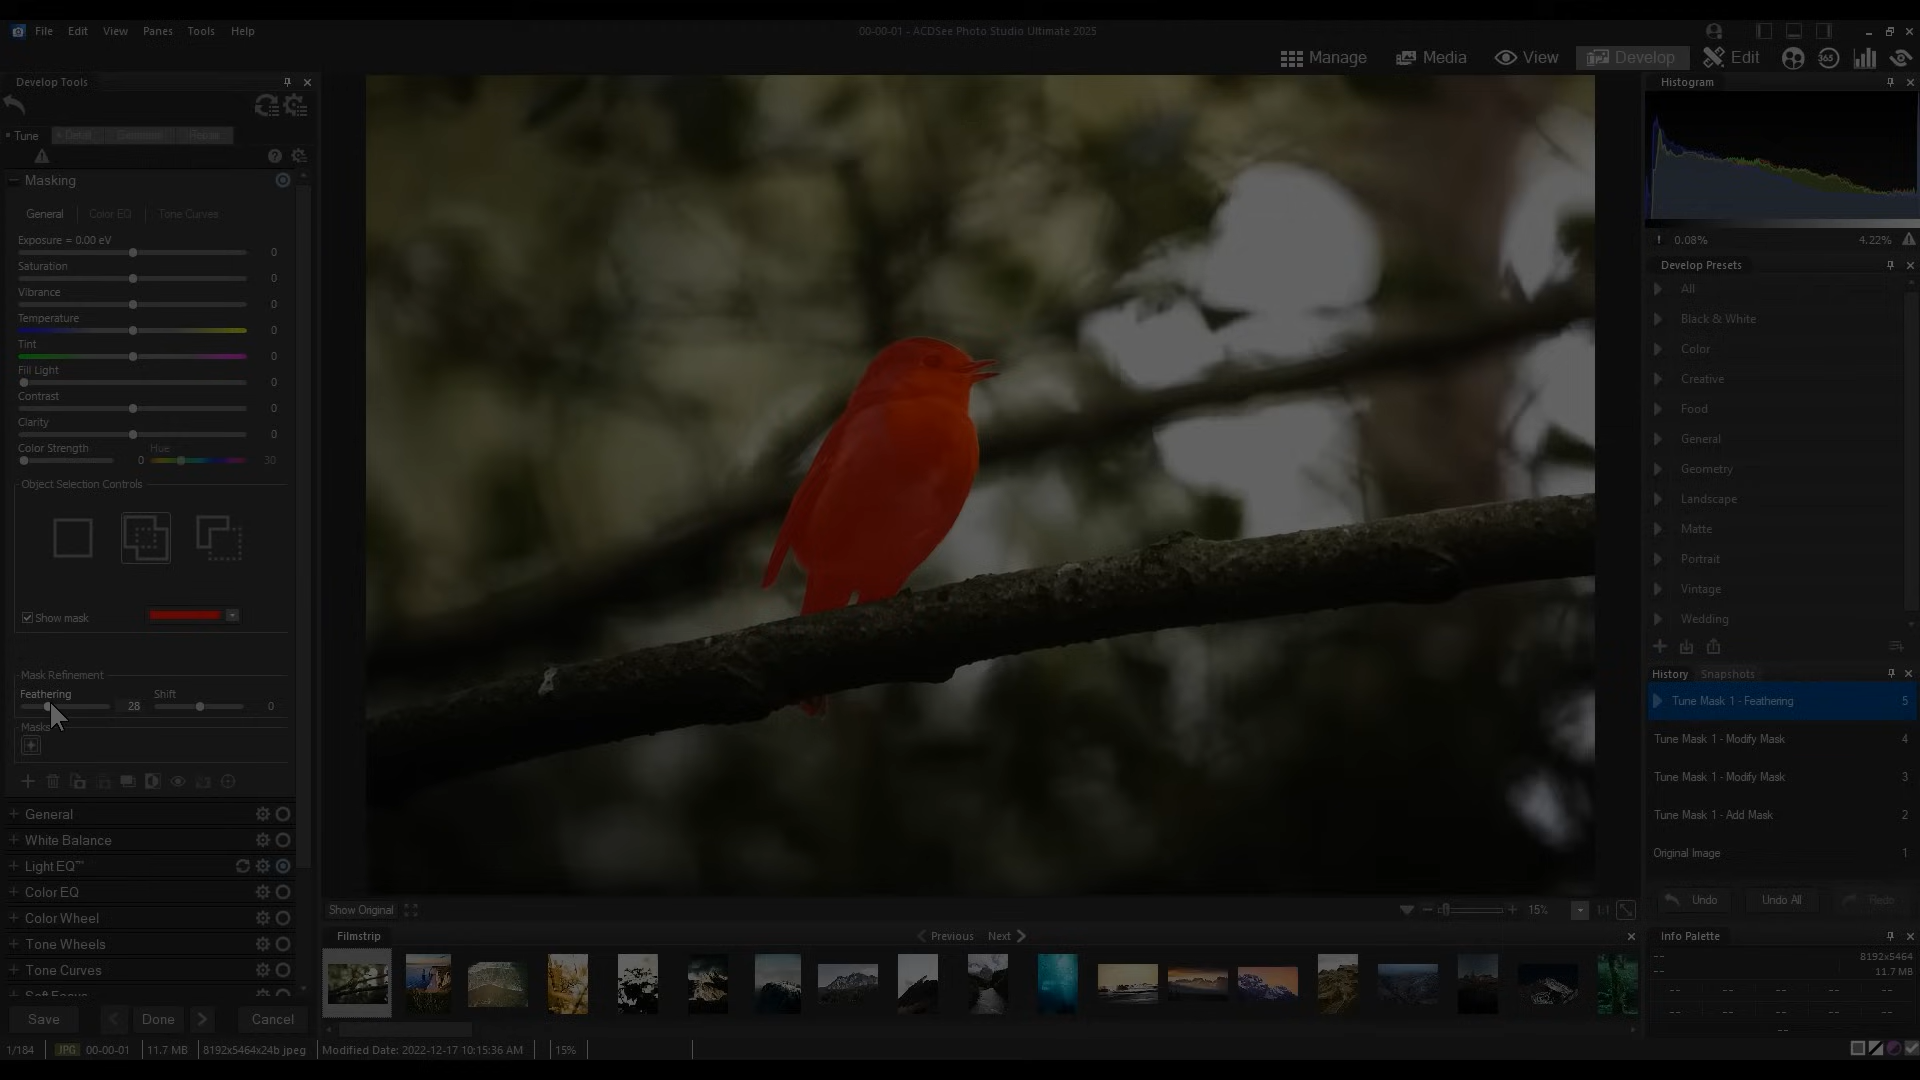 File Edit View Panes Tools Help
00-00-01 - ACDSee Photo Studio Ultimate 2025
Manage Media View Develop Edit 365
Develop Tools
Tune Detail Geometry Repair
Masking
General Color EQ Tone Curves
Exposure = 0.00 eV
0
Saturation
0
Vibrance
0
Temperature
0
Tint
0
Fill Light
0
Contrast
0
Clarity
0
Color Strength Hue
0 30
Object Selection Controls
Show mask
Mask Refinement
Feathering Shift
28 0
Masks
General
White Balance
Light EQ™
Color EQ
Color Wheel
Tone Wheels
Tone Curves
Soft Focus
Save Done Cancel
Show Original
15% 1:1
Filmstrip
Previous Next
Histogram
0.08% 4.22%
Develop Presets
All
Black & White
Color
Creative
Food
General
Geometry
Landscape
Matte
Portrait
Vintage
Wedding
History Snapshots
Tune Mask 1 - Feathering 5
Tune Mask 1 - Modify Mask 4
Tune Mask 1 - Modify Mask 3
Tune Mask 1 - Add Mask 2
Original Image 1
Undo Undo All Redo
Info Palette
-- 8192x5464
-- 11.7 MB
-- -- -- -- --
-- -- -- -- --
--
1/184 JPG 00-00-01 11.7 MB 8192x5464x24b jpeg Modified Date: 2022-12-17 10:15:36 AM 15%